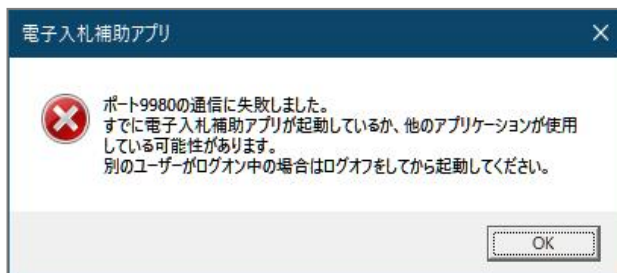 電子入札補助アプリ
ポート9980の通信に失敗しました。
すでに電子入札補助アプリが起動しているか、他のアプリケーションが使用
している可能性があります。
別のユーザーがログオン中の場合はログオフをしてから起動してください。
OK